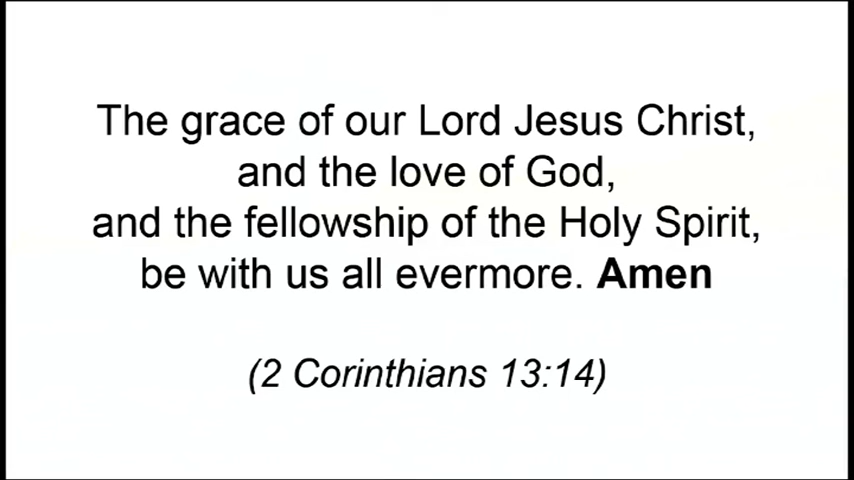 The grace of our Lord Jesus Christ,
and the love of God,
and the fellowship of the Holy Spirit,
be with us all evermore. Amen
(2 Corinthians 13:14)